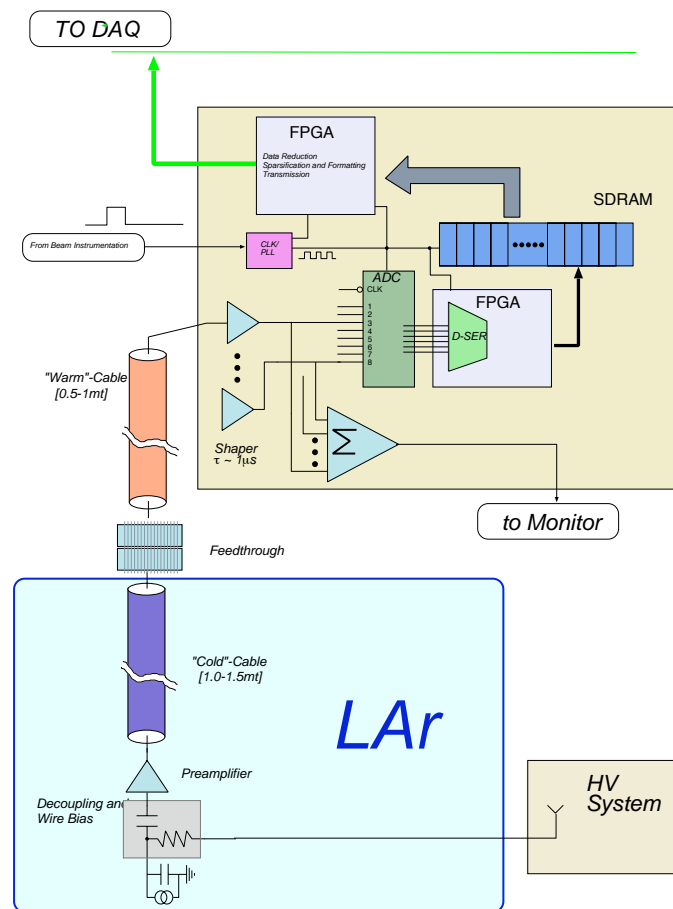 TO DAQ
FPGA
Data Reduction
Sparsification and Formatting
Transmission
SDRAM
From Beam Instrumentation
CLK/
PLL
ADC
CLK
1
2
3
4
5
6
7
8
FPGA
D-SER
"Warm"-Cable
[0.5-1mt]
Shaper
τ ~ 1μs
Σ
to Monitor
Feedthrough
"Cold"-Cable
[1.0-1.5mt]
LAr
Preamplifier
Decoupling and
Wire Bias
HV
System